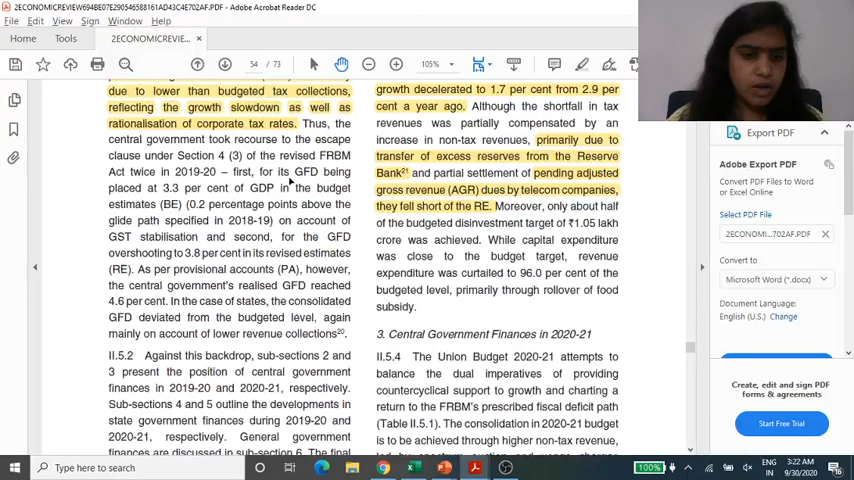 2ECONOMICREVIEW694BE07E2930546588161AD43C4E702AF.PDF - Adobe Acrobat Reader DC
File Edit View Sign Window Help
Home Tools 2ECONOMICREVIE... ×
54 / 73 105%
due to lower than budgeted tax collections,
reflecting the growth slowdown as well as
rationalisation of corporate tax rates. Thus, the
central government took recourse to the escape
clause under Section 4 (3) of the revised FRBM
Act twice in 2019-20 – first, for its GFD being
placed at 3.3 per cent of GDP in the budget
estimates (BE) (0.2 percentage points above the
glide path specified in 2018-19) on account of
GST stabilisation and second, for the GFD
overshooting to 3.8 per cent in its revised estimates
(RE). As per provisional accounts (PA), however,
the central government's realised GFD reached
4.6 per cent. In the case of states, the consolidated
GFD deviated from the budgeted level, again
mainly on account of lower revenue collections20.
II.5.2 Against this backdrop, sub-sections 2 and
3 present the position of central government
finances in 2019-20 and 2020-21, respectively.
Sub-sections 4 and 5 outline the developments in
state government finances during 2019-20 and
2020-21, respectively. General government
finances are discussed in sub-section 6. The final
growth decelerated to 1.7 per cent from 2.9 per
cent a year ago. Although the shortfall in tax
revenues was partially compensated by an
increase in non-tax revenues, primarily due to
transfer of excess reserves from the Reserve
Bank21 and partial settlement of pending adjusted
gross revenue (AGR) dues by telecom companies,
they fell short of the RE. Moreover, only about half
of the budgeted disinvestment target of ₹1.05 lakh
crore was achieved. While capital expenditure
was close to the budget target, revenue
expenditure was curtailed to 96.0 per cent of the
budgeted level, primarily through rollover of food
subsidy.
3. Central Government Finances in 2020-21
II.5.4 The Union Budget 2020-21 attempts to
balance the dual imperatives of providing
countercyclical support to growth and charting a
return to the FRBM's prescribed fiscal deficit path
(Table II.5.1). The consolidation in 2020-21 budget
is to be achieved through higher non-tax revenue,
Export PDF
Adobe Export PDF
Convert PDF Files to Word
or Excel Online
Select PDF File
2ECONOMI....702AF.PDF ×
Convert to
Microsoft Word (*.docx)
Document Language:
English (U.S.) Change
Create, edit and sign PDF
forms & agreements
Start Free Trial
Type here to search
100%
ENG
IN
3:22 AM
9/30/2020
16